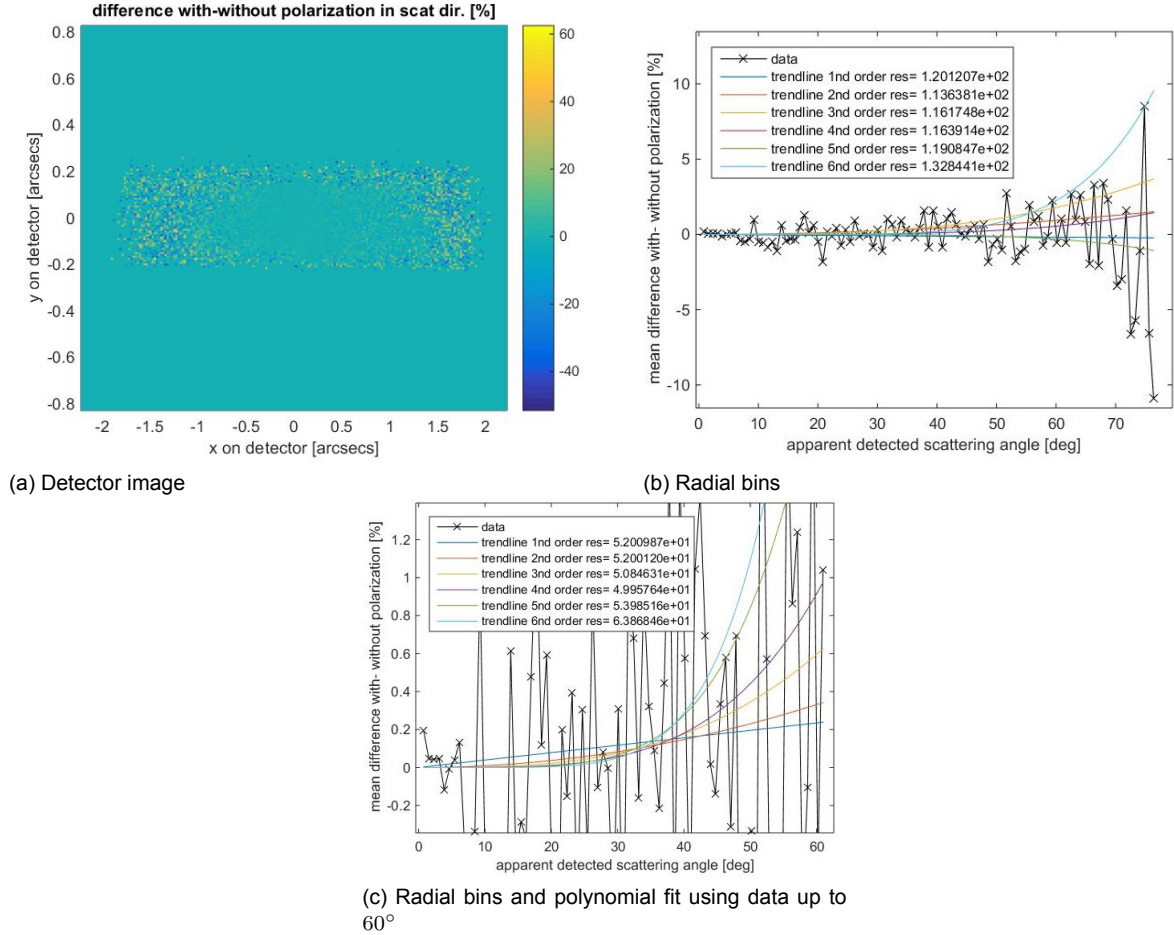 difference with-without polarization in scat dir. [%]
0.8
0.6
0.4
0.2
0
-0.2
-0.4
-0.6
-0.8
y on detector [arcsecs]
-2 -1.5 -1 -0.5 0 0.5 1 1.5 2
x on detector [arcsecs]
60
40
20
0
-20
-40
(a) Detector image
data
trendline 1nd order res= 1.201207e+02
trendline 2nd order res= 1.136381e+02
trendline 3nd order res= 1.161748e+02
trendline 4nd order res= 1.163914e+02
trendline 5nd order res= 1.190847e+02
trendline 6nd order res= 1.328441e+02
10
5
0
-5
-10
mean difference with- without polarization [%]
0 10 20 30 40 50 60 70
apparent detected scattering angle [deg]
(b) Radial bins
data
trendline 1nd order res= 5.200987e+01
trendline 2nd order res= 5.200120e+01
trendline 3nd order res= 5.084631e+01
trendline 4nd order res= 4.995764e+01
trendline 5nd order res= 5.398516e+01
trendline 6nd order res= 6.386846e+01
1.2
1
0.8
0.6
0.4
0.2
0
-0.2
mean difference with- without polarization [%]
0 10 20 30 40 50 60
apparent detected scattering angle [deg]
(c) Radial bins and polynomial fit using data up to
60°